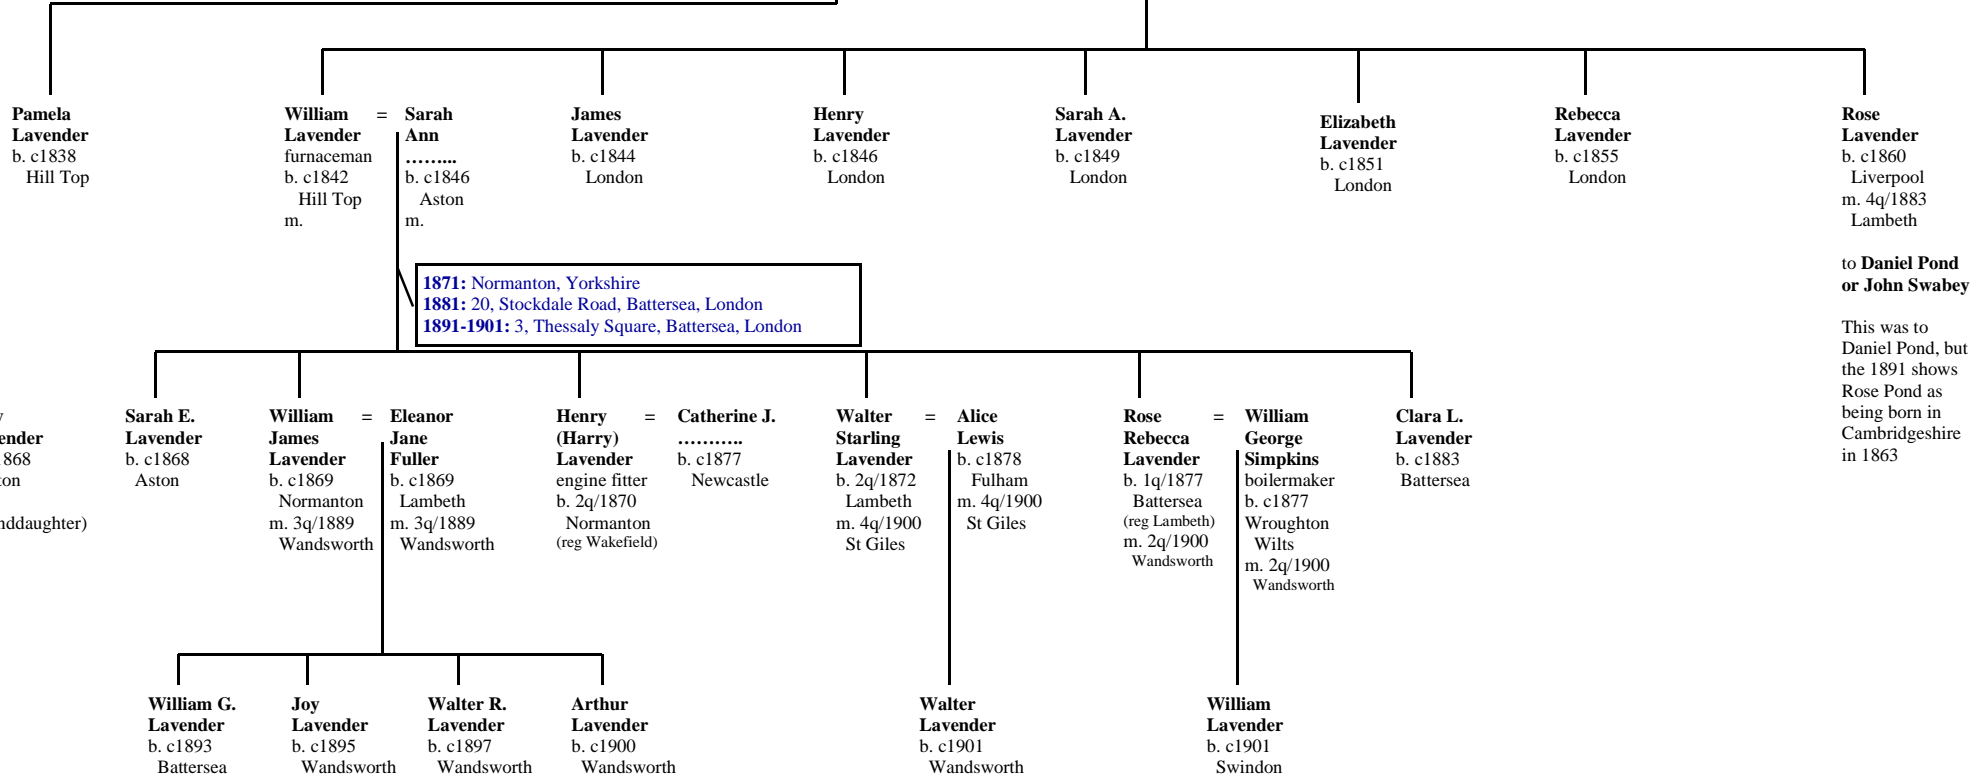 Pamela
Lavender
b. c1838
Hill Top
William =
Lavender
furnaceman
b. c1842
Hill Top
m.
Sarah
Ann
……...
b. c1846
Aston
m.
James
Lavender
b. c1844
London
Henry
Lavender
b. c1846
London
Sarah A.
Lavender
b. c1849
London
Elizabeth
Lavender
b. c1851
London
Rebecca
Lavender
b. c1855
London
Rose
Lavender
b. c1860
Liverpool
m. 4q/1883
Lambeth
to Daniel Pond
or John Swabey
This was to
Daniel Pond, but
the 1891 shows
Rose Pond as
being born in
Cambridgeshire
in 1863
1871: Normanton, Yorkshire
1881: 20, Stockdale Road, Battersea, London
1891-1901: 3, Thessaly Square, Battersea, London
y
ender
868
ton
nddaughter)
Sarah E.
Lavender
b. c1868
Aston
William =
James
Lavender
b. c1869
Normanton
m. 3q/1889
Wandsworth
Eleanor
Jane
Fuller
b. c1869
Lambeth
m. 3q/1889
Wandsworth
Henry =
(Harry)
Lavender
engine fitter
b. 2q/1870
Normanton
(reg Wakefield)
Catherine J.
………..
b. c1877
Newcastle
Walter =
Starling
Lavender
b. 2q/1872
Lambeth
m. 4q/1900
St Giles
Alice
Lewis
b. c1878
Fulham
m. 4q/1900
St Giles
Rose =
Rebecca
Lavender
b. 1q/1877
Battersea
(reg Lambeth)
m. 2q/1900
Wandsworth
William
George
Simpkins
boilermaker
b. c1877
Wroughton
Wilts
m. 2q/1900
Wandsworth
Clara L.
Lavender
b. c1883
Battersea
William G.
Lavender
b. c1893
Battersea
Joy
Lavender
b. c1895
Wandsworth
Walter R.
Lavender
b. c1897
Wandsworth
Arthur
Lavender
b. c1900
Wandsworth
Walter
Lavender
b. c1901
Wandsworth
William
Lavender
b. c1901
Swindon